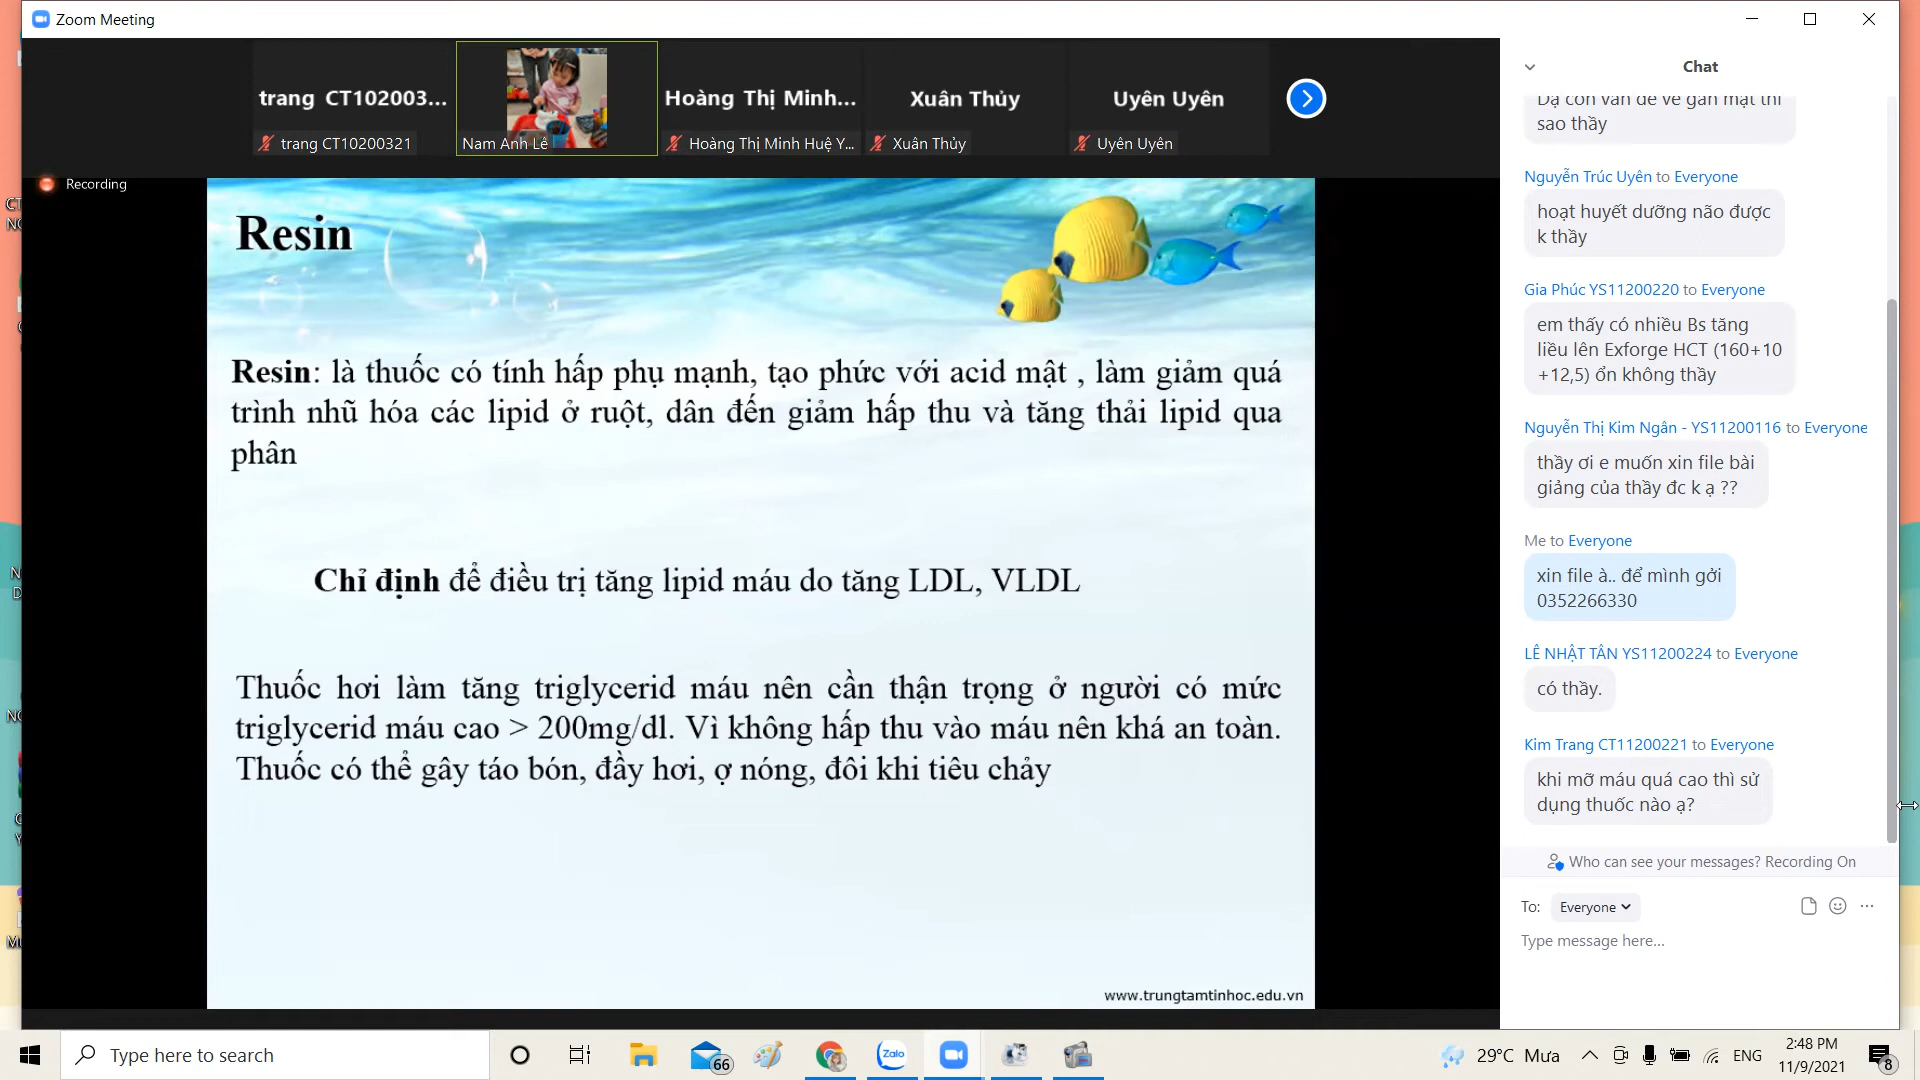 Zoom Meeting
trang CT102003...
Hoàng Thị Minh...
Xuân Thủy
Uyên Uyên
trang CT10200321
Nam Anh Lê
Hoàng Thị Minh Huệ Y...
Xuân Thủy
Uyên Uyên
Recording
Resin
Resin: là thuốc có tính hấp phụ mạnh, tạo phức với acid mật , làm giảm quá
trình nhũ hóa các lipid ở ruột, dân đến giảm hấp thu và tăng thải lipid qua
phân
Chỉ định để điều trị tăng lipid máu do tăng LDL, VLDL
Thuốc hơi làm tăng triglycerid máu nên cần thận trọng ở người có mức
triglycerid máu cao > 200mg/dl. Vì không hấp thu vào máu nên khá an toàn.
Thuốc có thể gây táo bón, đầy hơi, ợ nóng, đôi khi tiêu chảy
www.trungtamtinhoc.edu.vn
Chat
sao thầy
Nguyễn Trúc Uyên to Everyone
hoạt huyết dưỡng não được
k thầy
Gia Phúc YS11200220 to Everyone
em thấy có nhiều Bs tăng
liều lên Exforge HCT (160+10
+12,5) ổn không thầy
Nguyễn Thị Kim Ngân - YS11200116 to Everyone
thầy ơi e muốn xin file bài
giảng của thầy đc k ạ ??
Me to Everyone
xin file à.. để mình gởi
0352266330
LÊ NHẬT TÂN YS11200224 to Everyone
có thầy.
Kim Trang CT11200221 to Everyone
khi mỡ máu quá cao thì sử
dụng thuốc nào ạ?
Who can see your messages? Recording On
To: Everyone
Type message here...
Type here to search
66
Zalo
29°C Mưa
ENG
2:48 PM
11/9/2021
8